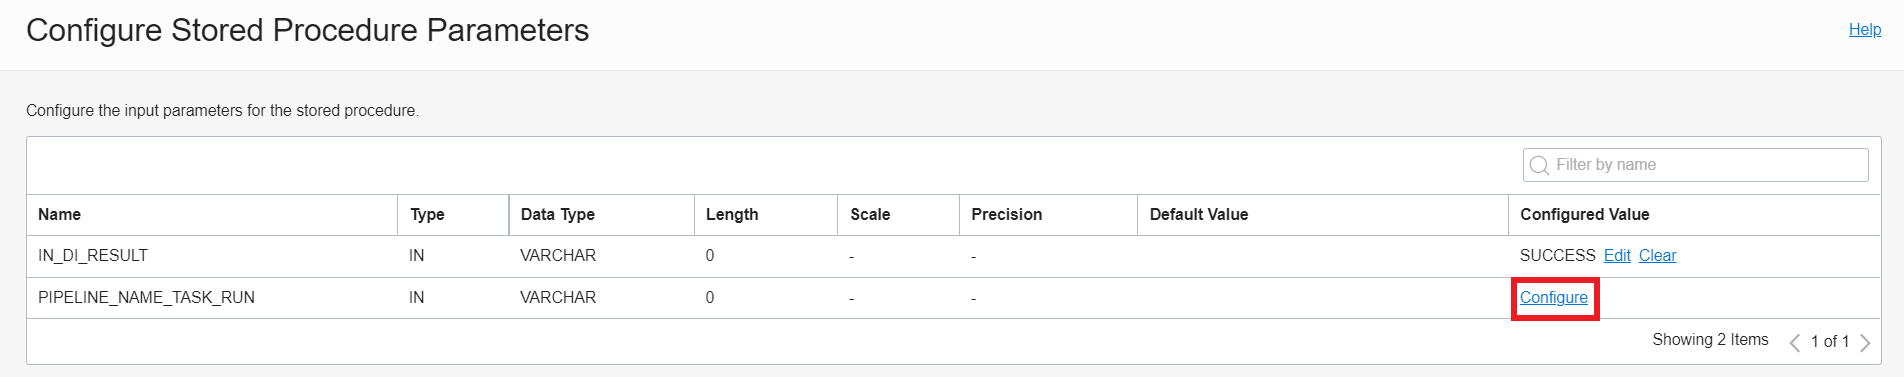 Configure Stored Procedure Parameters
Help
Configure the input parameters for the stored procedure.
Filter by name
Name Type Data Type Length Scale Precision Default Value Configured Value
IN_DI_RESULT IN VARCHAR 0 - - SUCCESS Edit Clear
PIPELINE_NAME_TASK_RUN IN VARCHAR 0 - - Configure
Showing 2 Items 1 of 1